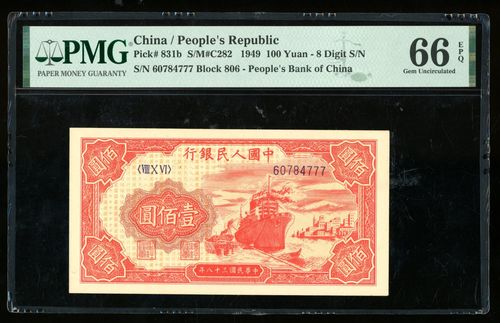 PMG
PAPER MONEY GUARANTY
China / People's Republic
Pick# 831b S/M#C282 1949 100 Yuan - 8 Digit S/N
S/N 60784777 Block 806 - People's Bank of China
66 EPQ
Gem Uncirculated
行銀民人國中
〈ⅧⅩⅥ〉
60784777
圓佰
圓佰
圓佰壹
圓佰
圓佰
年八十三國民華中